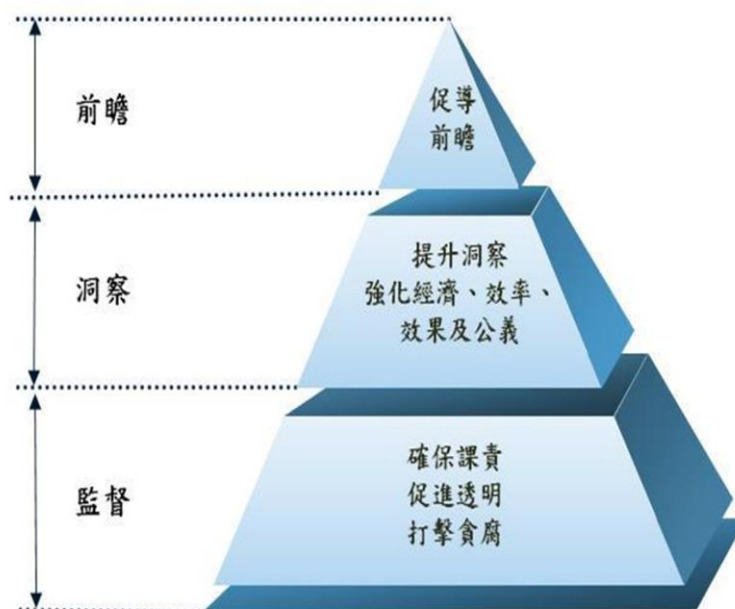 前瞻
促導
前瞻
洞察
提升洞察
強化經濟、效率、
效果及公義
監督
確保課責
促進透明
打擊貪腐